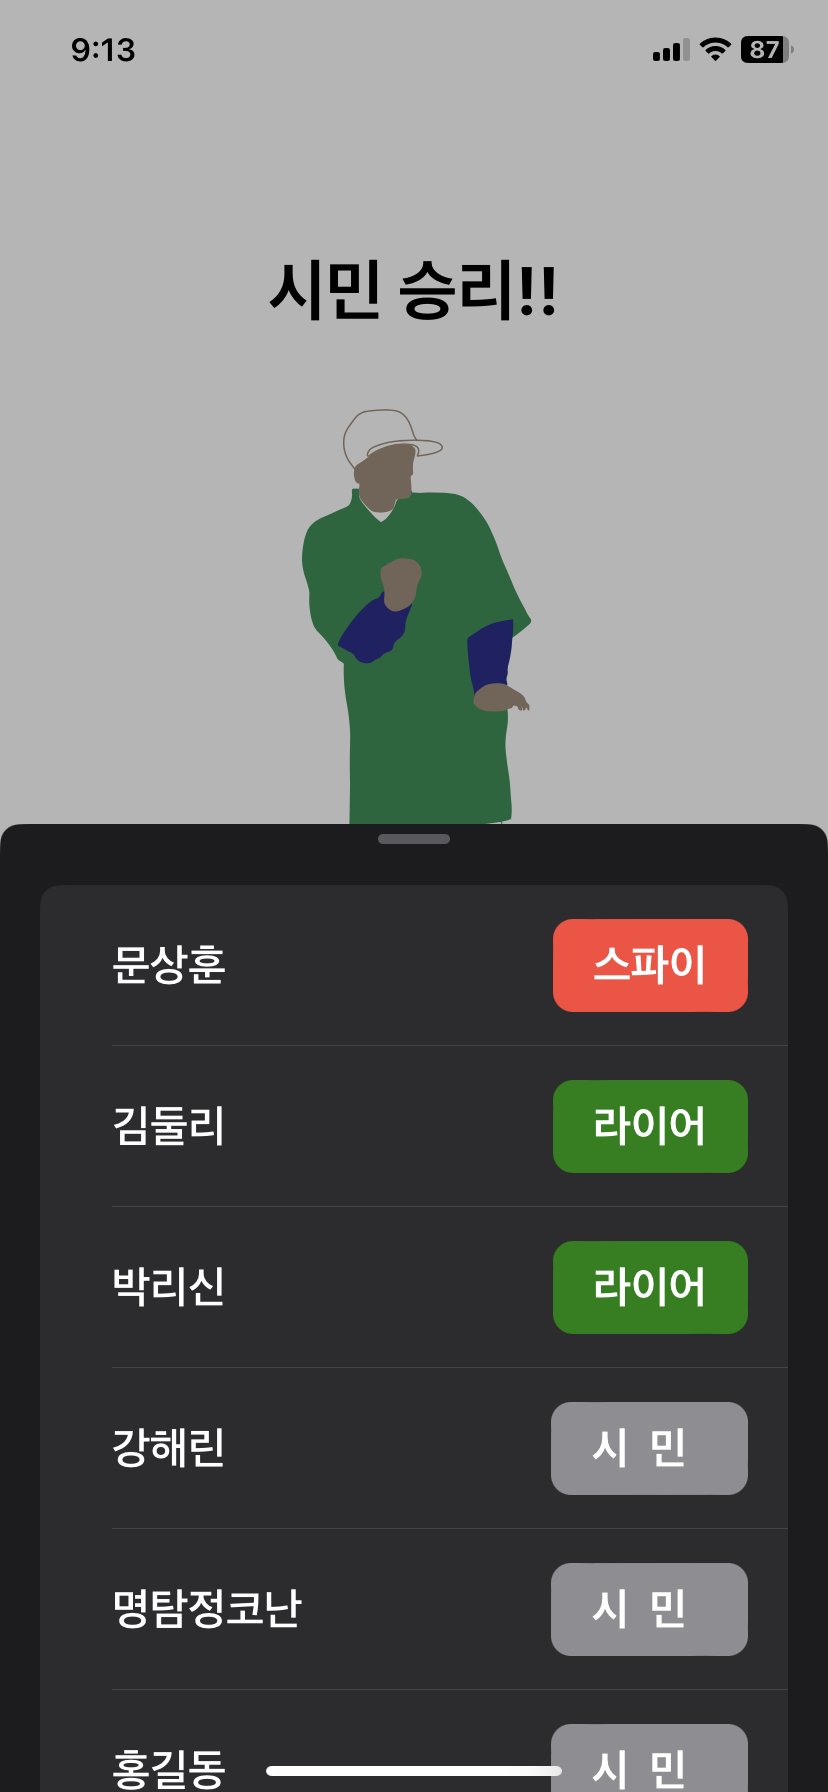 9:13
87
시민 승리!!
문상훈 스파이
김둘리 라이어
박리신 라이어
강해린 시 민
명탐정코난 시 민
홍길동 시 민